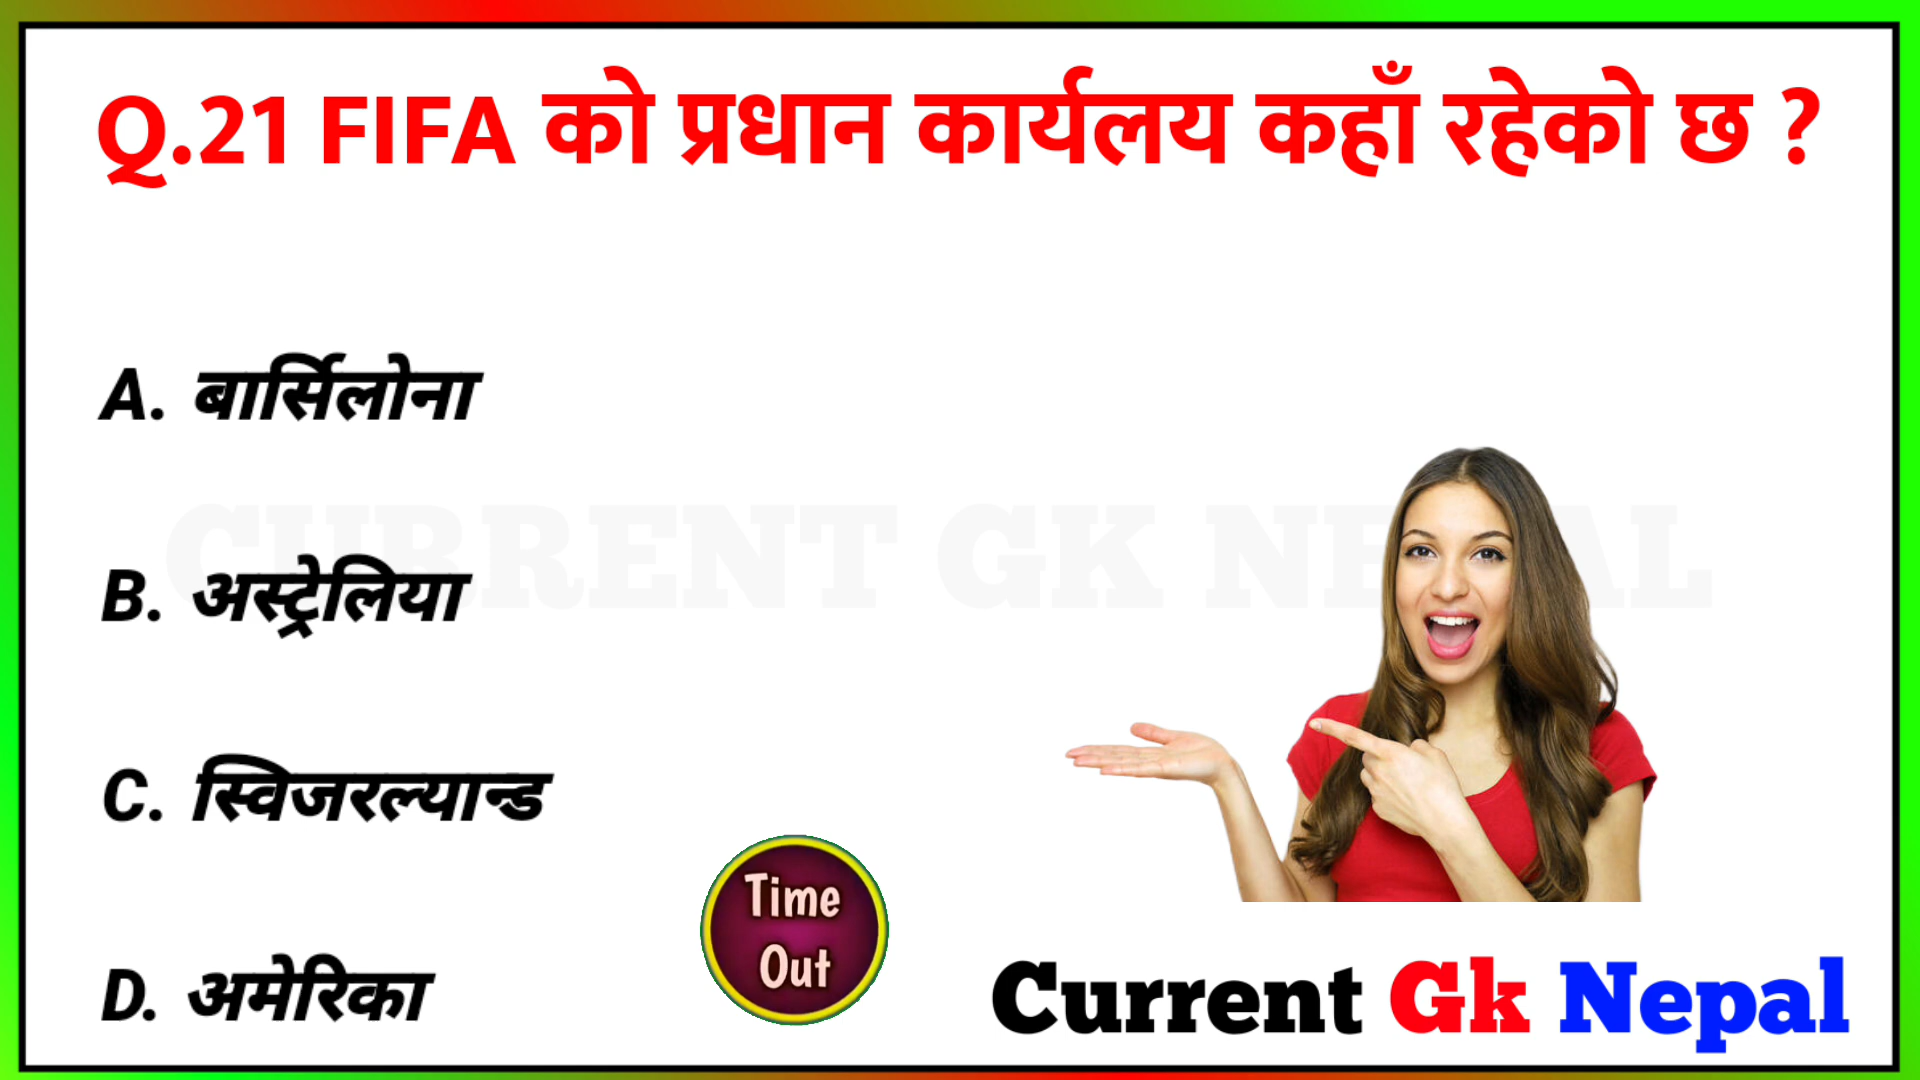 Q.21 FIFA को प्रधान कार्यलय कहाँ रहेको छ ?
A. बार्सिलोना
CURRENT GK NEPAL
B. अस्ट्रेलिया
C. स्विजरल्यान्ड
Time
Out
D. अमेरिका
Current Gk Nepal